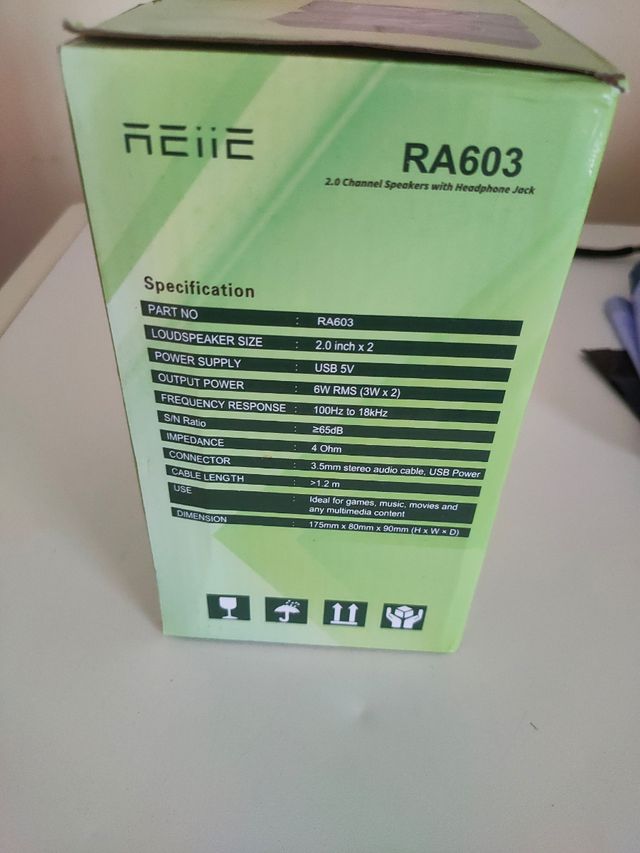 REiiE
RA603
2.0 Channel Speakers with Headphone Jack
Specification
PART NO : RA603
LOUDSPEAKER SIZE : 2.0 inch x 2
POWER SUPPLY : USB 5V
OUTPUT POWER : 6W RMS (3W x 2)
FREQUENCY RESPONSE : 100Hz to 18kHz
S/N Ratio : ≥65dB
IMPEDANCE : 4 Ohm
CONNECTOR : 3.5mm stereo audio cable, USB Power
CABLE LENGTH : >1.2 m
USE : Ideal for games, music, movies and
any multimedia content
DIMENSION : 175mm x 80mm x 90mm (H x W × D)